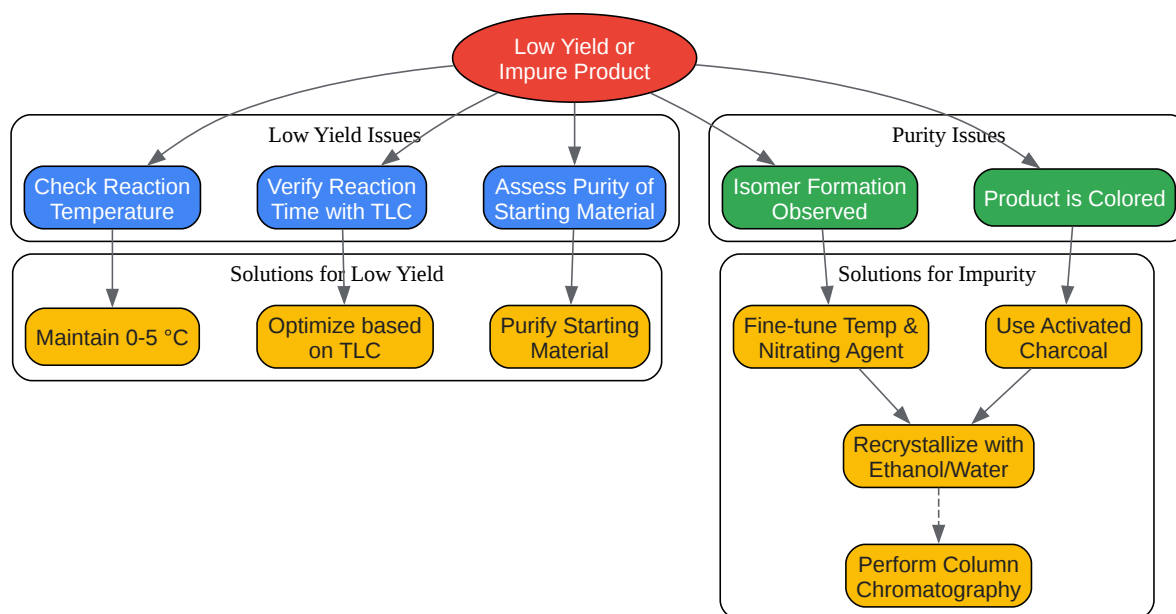 Low Yield or
Impure Product
Low Yield Issues
Purity Issues
Check Reaction
Temperature
Verify Reaction
Time with TLC
Assess Purity of
Starting Material
Isomer Formation
Observed
Product is Colored
Solutions for Low Yield
Solutions for Impurity
Maintain 0-5 °C
Optimize based
on TLC
Purify Starting
Material
Fine-tune Temp &
Nitrating Agent
Use Activated
Charcoal
Recrystallize with
Ethanol/Water
Perform Column
Chromatography